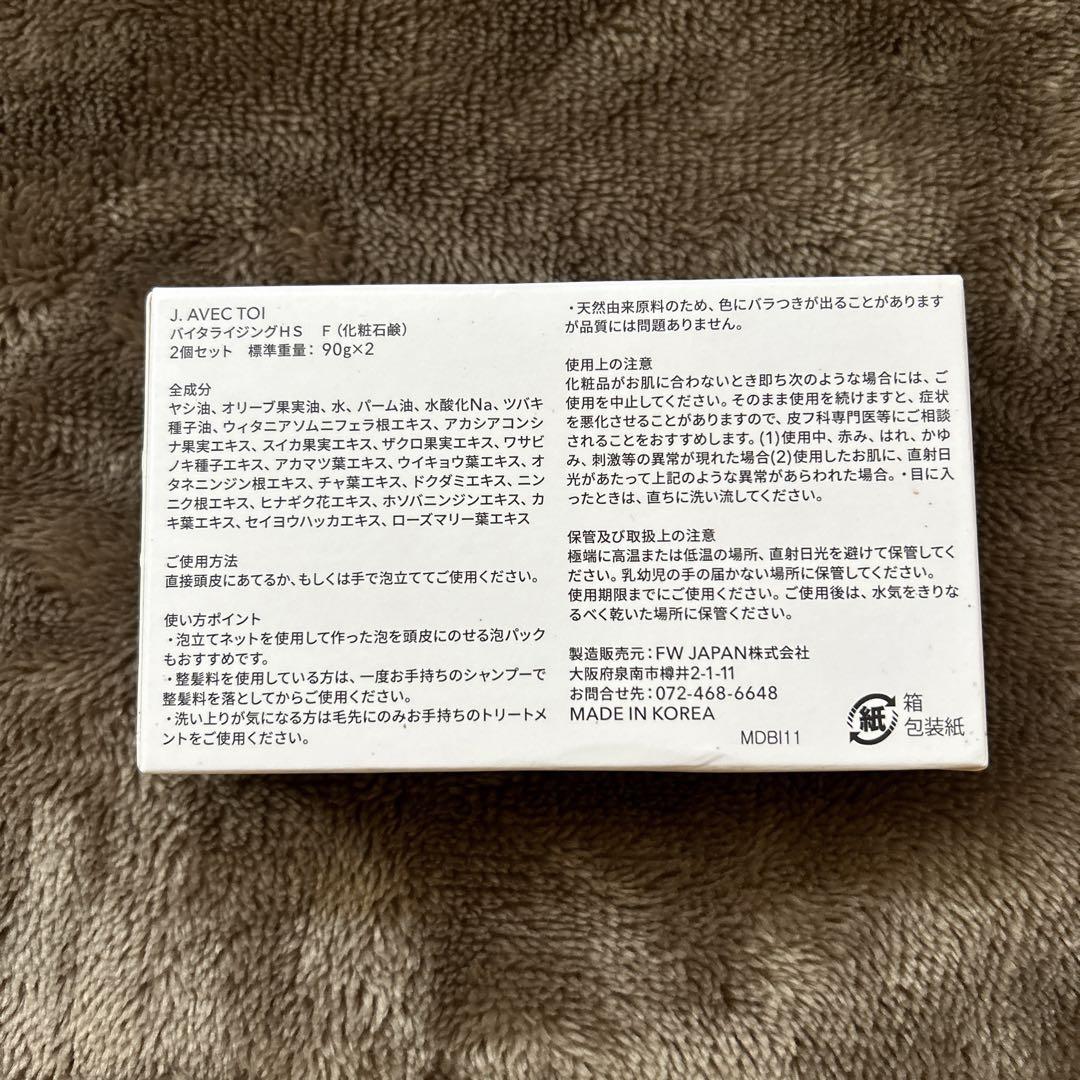 J. AVEC TOI
バイタライジングHS　F（化粧石鹸）
2個セット　標準重量：90g×2
全成分
ヤシ油、オリーブ果実油、水、パーム油、水酸化Na、ツバキ
種子油、ウィタニアソムニフェラ根エキス、アカシアコンシ
ナ果実エキス、スイカ果実エキス、ザクロ果実エキス、ワサビ
ノキ種子エキス、アカマツ葉エキス、ウイキョウ葉エキス、オ
タネニンジン根エキス、チャ葉エキス、ドクダミエキス、ニン
ニク根エキス、ヒナギク花エキス、ホソバニンジンエキス、カ
キ葉エキス、セイヨウハッカエキス、ローズマリー葉エキス
ご使用方法
直接頭皮にあてるか、もしくは手で泡立ててご使用ください。
使い方ポイント
・泡立てネットを使用して作った泡を頭皮にのせる泡パック
もおすすめです。
・整髪料を使用している方は、一度お手持ちのシャンプーで
整髪料を落としてからご使用ください。
・洗い上りが気になる方は毛先にのみお手持ちのトリートメ
ントをご使用ください。
・天然由来原料のため、色にバラつきが出ることがあります
が品質には問題ありません。
使用上の注意
化粧品がお肌に合わないとき即ち次のような場合には、ご
使用を中止してください。そのまま使用を続けますと、症状
を悪化させることがありますので、皮フ科専門医等にご相談
されることをおすすめします。(1)使用中、赤み、はれ、かゆ
み、刺激等の異常が現れた場合(2)使用したお肌に、直射日
光があたって上記のような異常があらわれた場合。・目に入
ったときは、直ちに洗い流してください。
保管及び取扱上の注意
極端に高温または低温の場所、直射日光を避けて保管してく
ださい。乳幼児の手の届かない場所に保管してください。
使用期限までにご使用ください。ご使用後は、水気をきりな
るべく乾いた場所に保管ください。
製造販売元：FW JAPAN株式会社
大阪府泉南市樽井2-1-11
お問合せ先：072-468-6648
MADE IN KOREA
MDBI11
紙
箱
包装紙